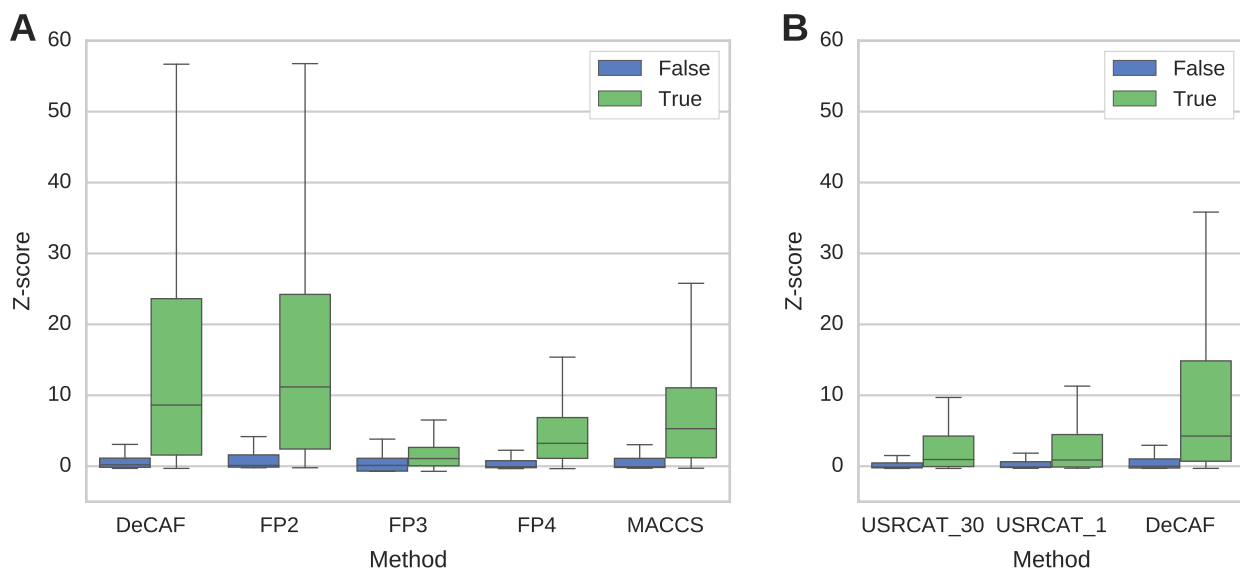 A
60
50
40
30
20
10
0
Z-score
False
True
DeCAF FP2 FP3 FP4 MACCS
Method
B
60
50
40
30
20
10
0
Z-score
False
True
USRCAT_30 USRCAT_1 DeCAF
Method